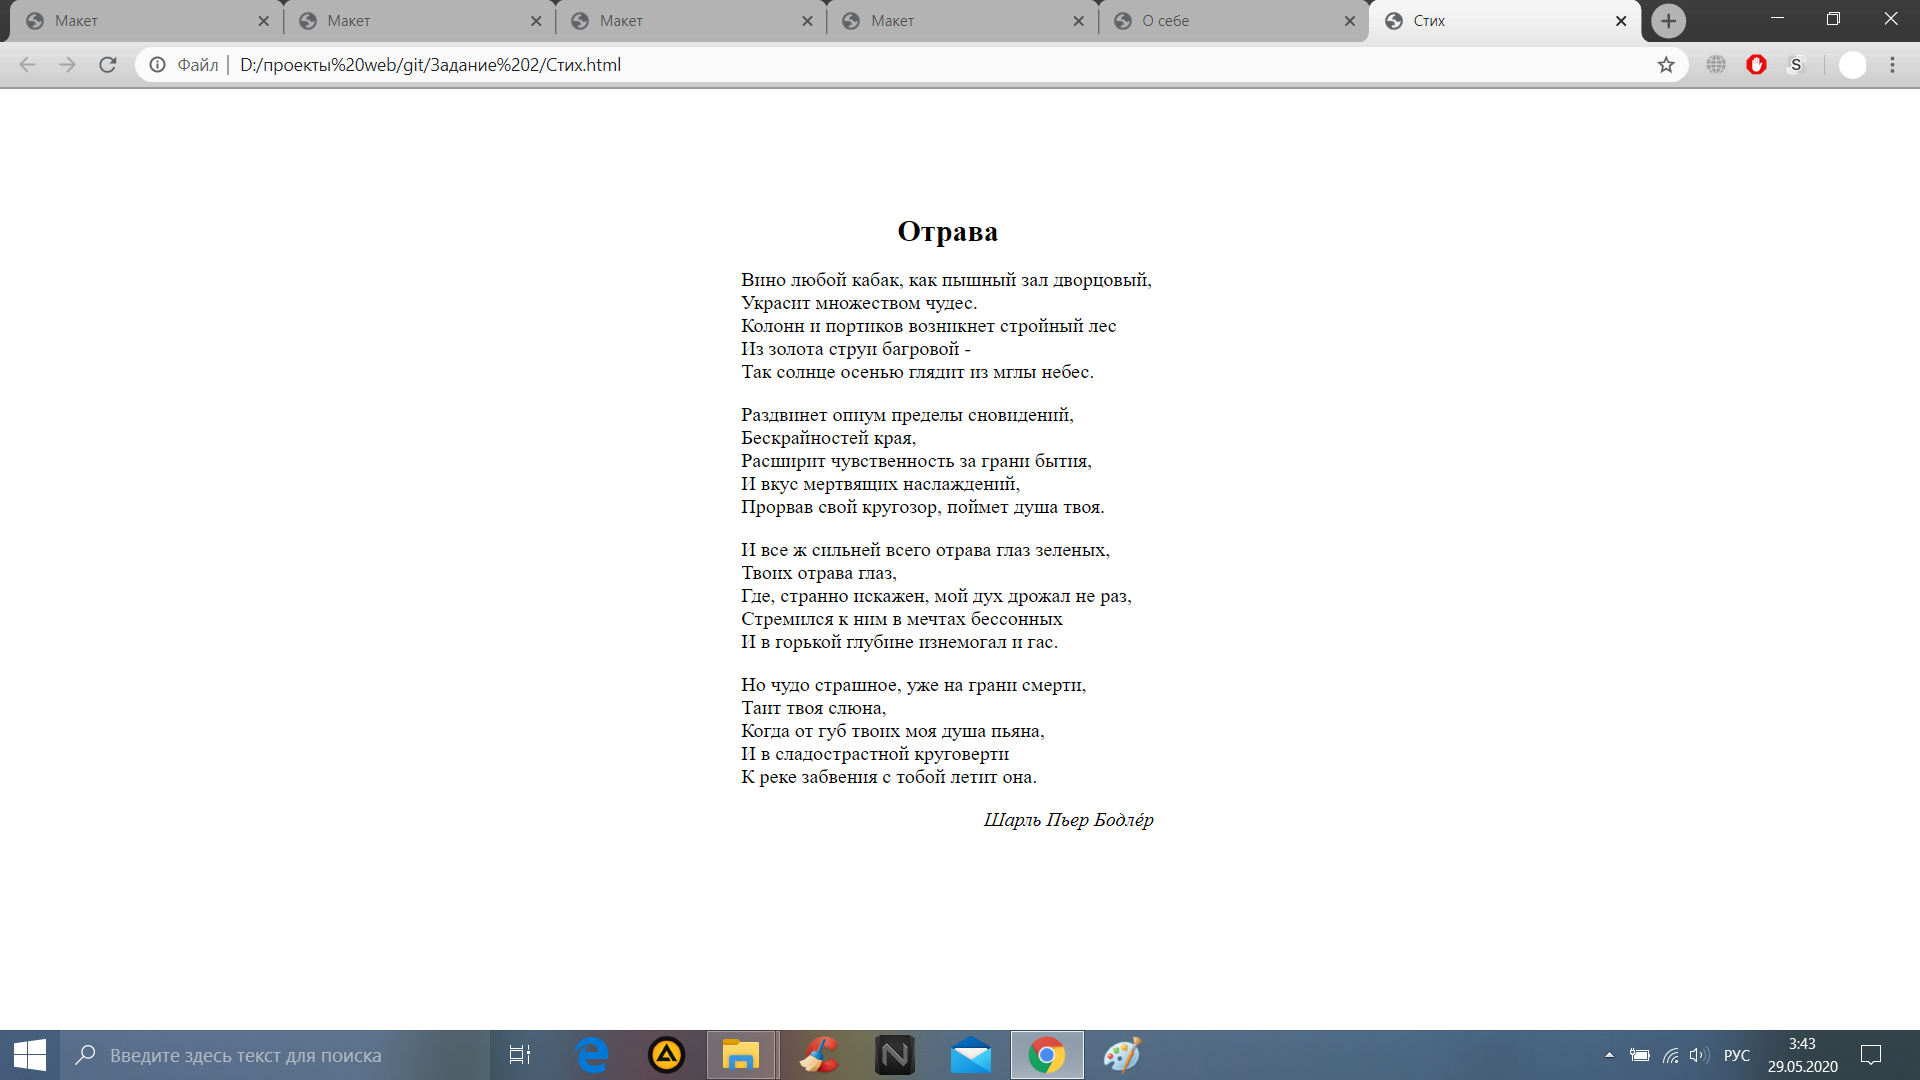 Макет
Макет
Макет
Макет
О себе
Стих
Файл
D:/проекты%20web/git/Задание%202/Стих.html
S
Отрава
Вино любой кабак, как пышный зал дворцовый,
Украсит множеством чудес.
Колонн и портиков возникнет стройный лес
Из золота струи багровой -
Так солнце осенью глядит из мглы небес.
Раздвинет опиум пределы сновидений,
Бескрайностей края,
Расширит чувственность за грани бытия,
И вкус мертвящих наслаждений,
Прорвав свой кругозор, поймет душа твоя.
И все ж сильней всего отрава глаз зеленых,
Твоих отрава глаз,
Где, странно искажен, мой дух дрожал не раз,
Стремился к ним в мечтах бессонных
И в горькой глубине изнемогал и гас.
Но чудо страшное, уже на грани смерти,
Таит твоя слюна,
Когда от губ твоих моя душа пьяна,
И в сладострастной круговерти
К реке забвения с тобой летит она.
Шарль Пьер Бодле́р
Введите здесь текст для поиска
N
РУС
3:43
29.05.2020